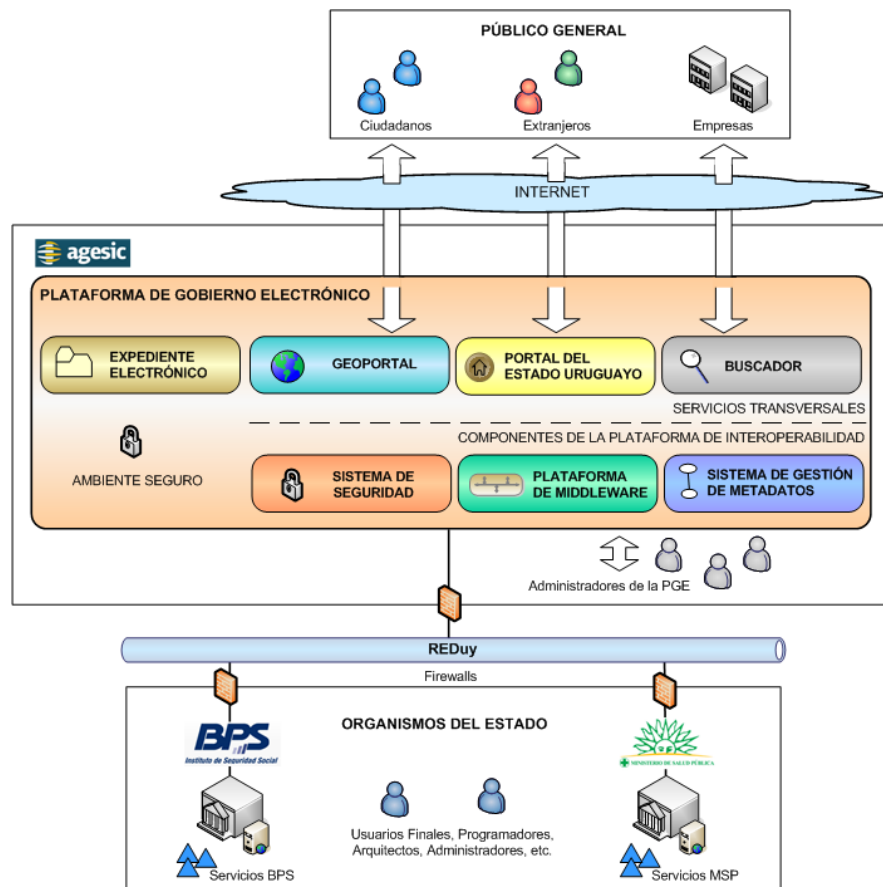 PÚBLICO GENERAL
Ciudadanos
Extranjeros
Empresas
INTERNET
agesic
PLATAFORMA DE GOBIERNO ELECTRÓNICO
EXPEDIENTE
ELECTRÓNICO
GEOPORTAL
PORTAL DEL
ESTADO URUGUAYO
BUSCADOR
SERVICIOS TRANSVERSALES
COMPONENTES DE LA PLATAFORMA DE INTEROPERABILIDAD
AMBIENTE SEGURO
SISTEMA DE
SEGURIDAD
PLATAFORMA
DE MIDDLEWARE
SISTEMA DE GESTIÓN
DE METADATOS
Administradores de la PGE
REDuy
Firewalls
ORGANISMOS DEL ESTADO
BPS
Instituto de Seguridad Social
MINISTERIO DE SALUD PÚBLICA
Usuarios Finales, Programadores,
Arquitectos, Administradores, etc.
Servicios BPS
Servicios MSP